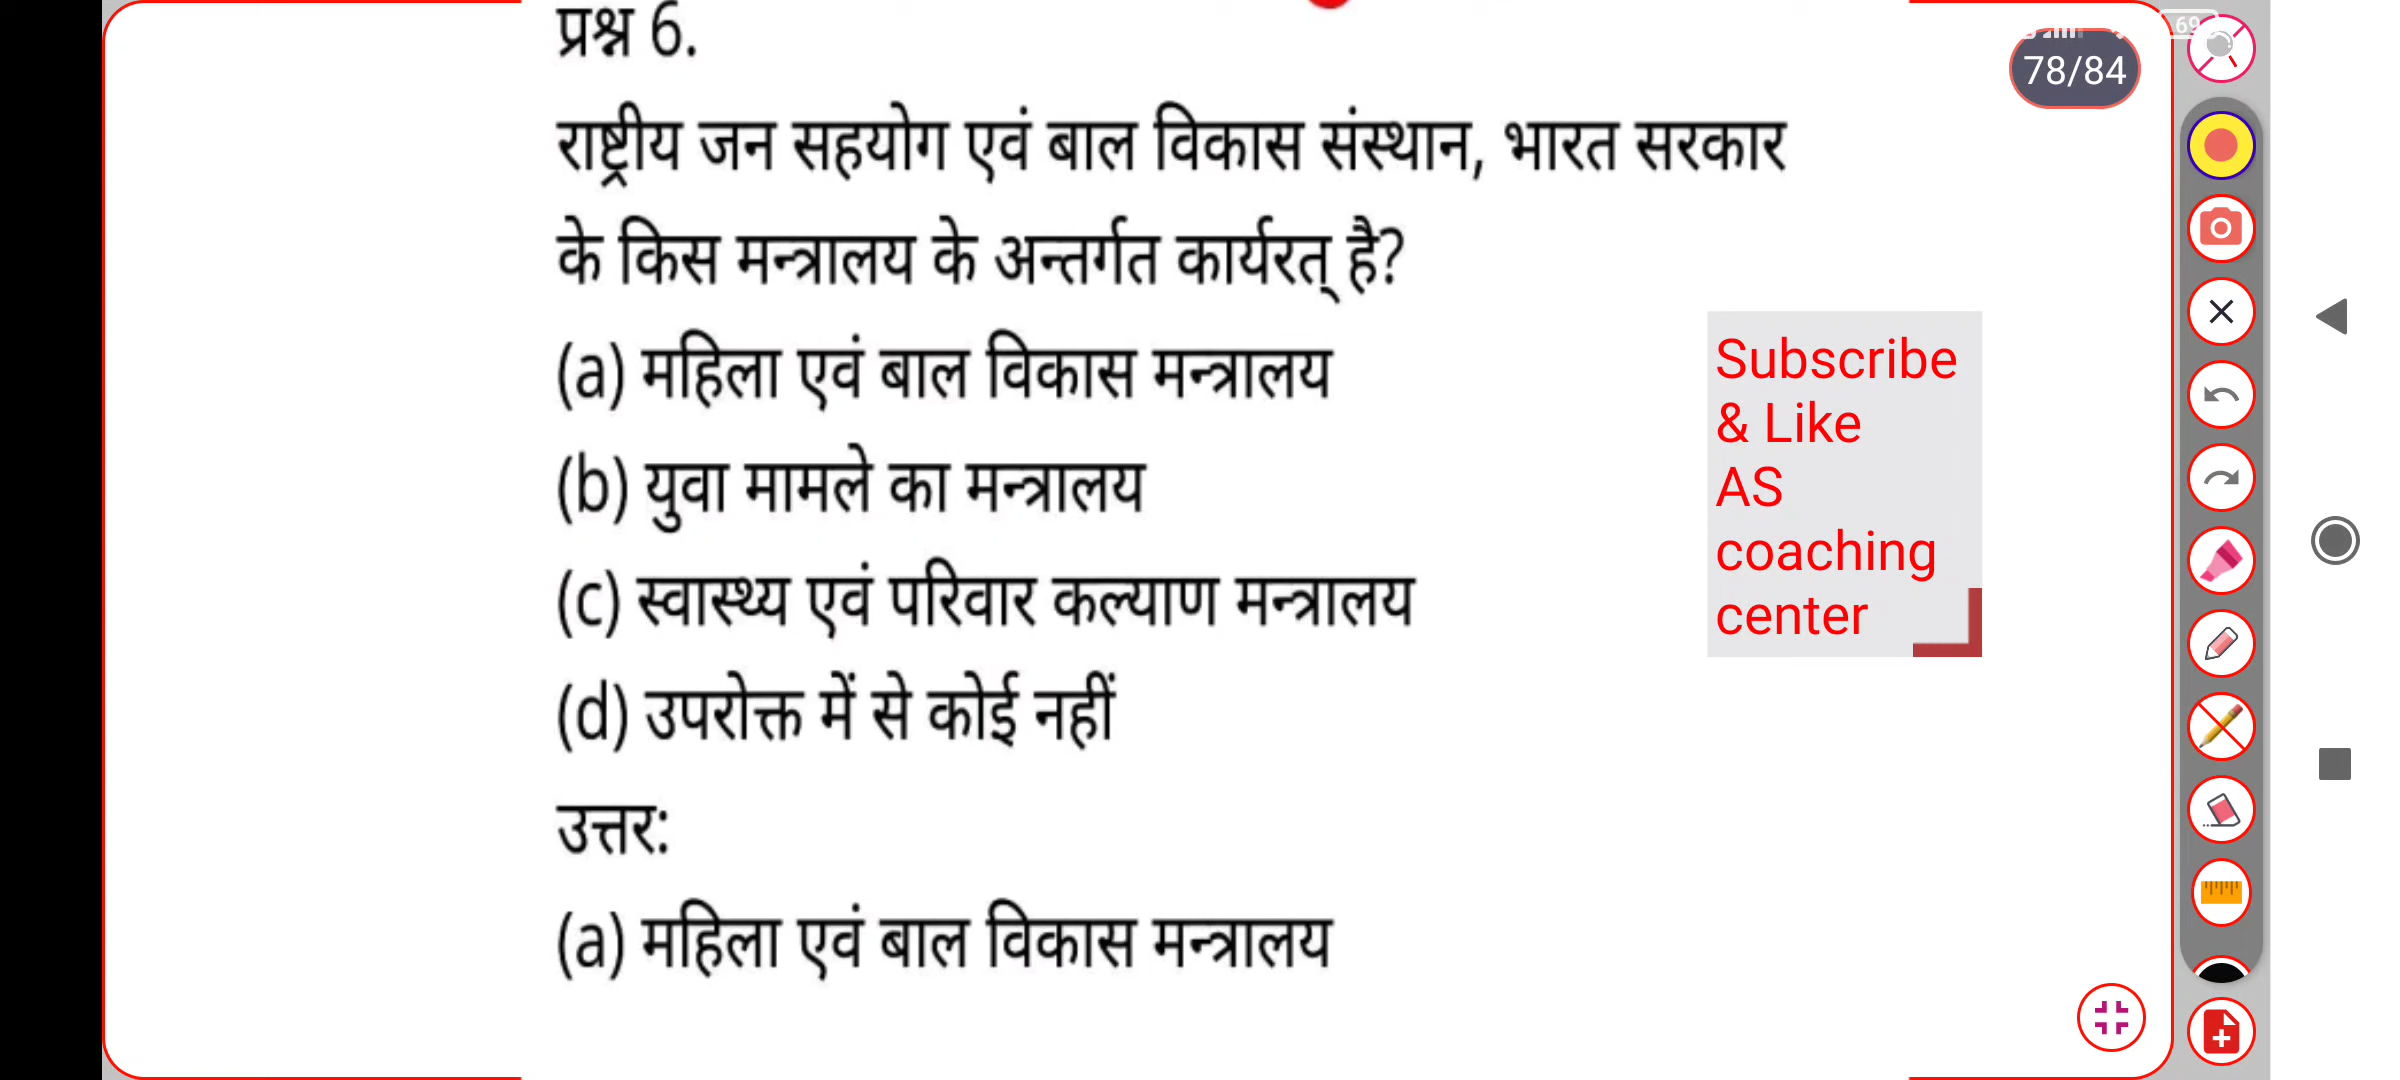 प्रश्न 6.
78/84
69
राष्ट्रीय जन सहयोग एवं बाल विकास संस्थान, भारत सरकार
के किस मन्त्रालय के अन्तर्गत कार्यरत् है?
(a) महिला एवं बाल विकास मन्त्रालय
(b) युवा मामले का मन्त्रालय
(c) स्वास्थ्य एवं परिवार कल्याण मन्त्रालय
(d) उपरोक्त में से कोई नहीं
उत्तर:
(a) महिला एवं बाल विकास मन्त्रालय
Subscribe
& Like
AS
coaching
center